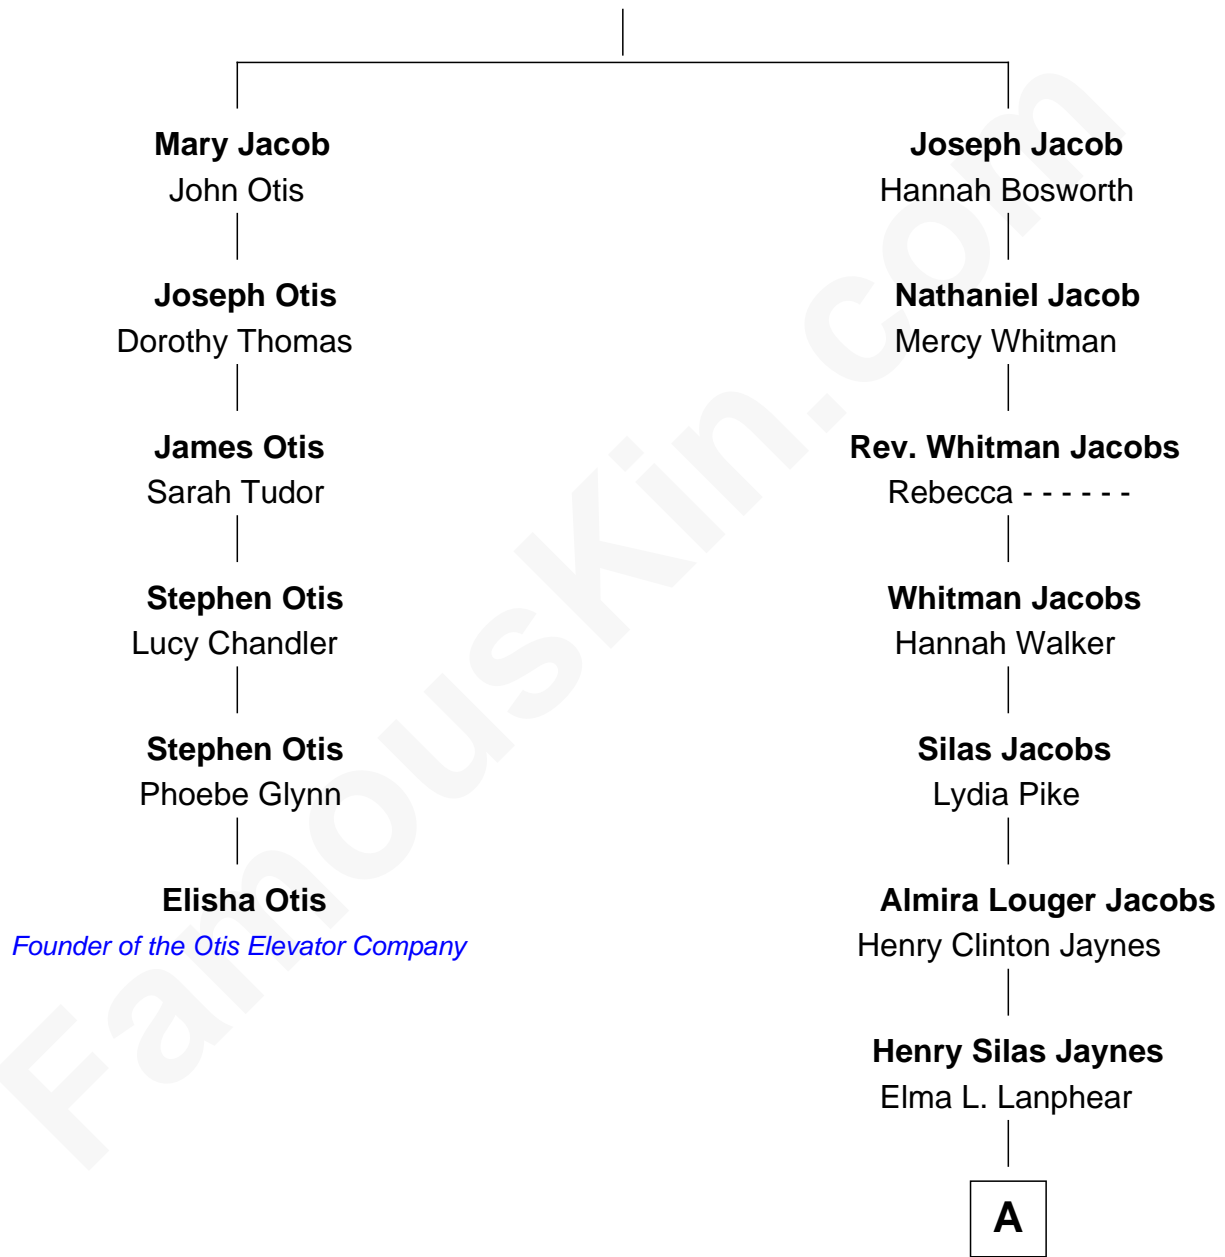 Mary Jacob
John Otis
Joseph Otis
Dorothy Thomas
James Otis
Sarah Tudor
Stephen Otis
Lucy Chandler
Stephen Otis
Phoebe Glynn
Elisha Otis
Founder of the Otis Elevator Company
Joseph Jacob
Hannah Bosworth
Nathaniel Jacob
Mercy Whitman
Rev. Whitman Jacobs
Rebecca - - - - - -
Whitman Jacobs
Hannah Walker
Silas Jacobs
Lydia Pike
Almira Louger Jacobs
Henry Clinton Jaynes
Henry Silas Jaynes
Elma L. Lanphear
A
FamousKin.com